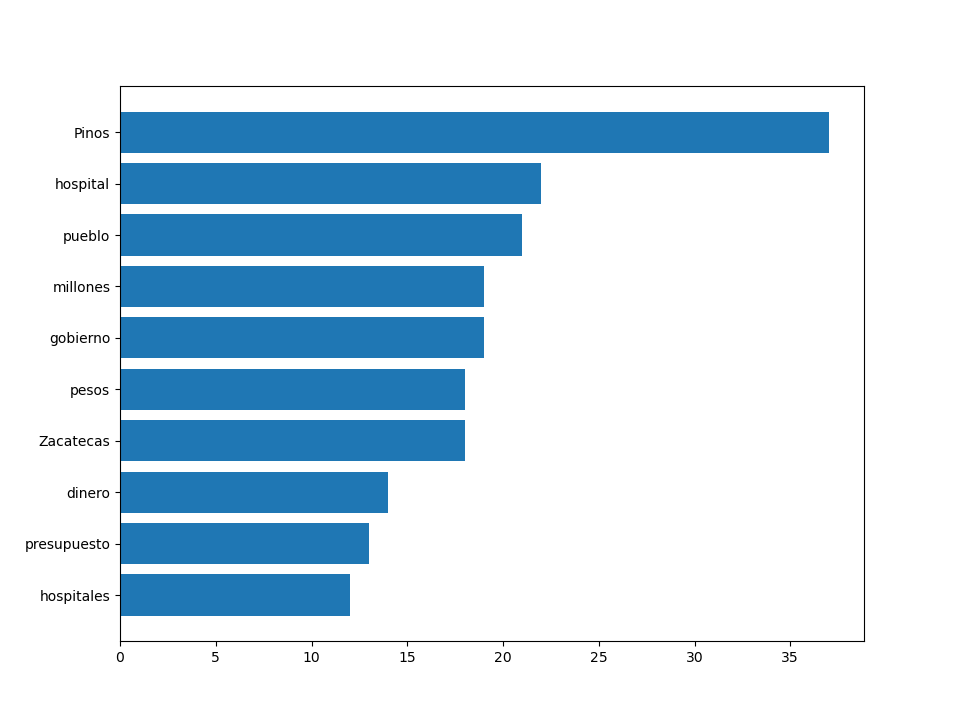 Pinos
hospital
pueblo
millones
gobierno
pesos
Zacatecas
dinero
presupuesto
hospitales
0 5 10 15 20 25 30 35